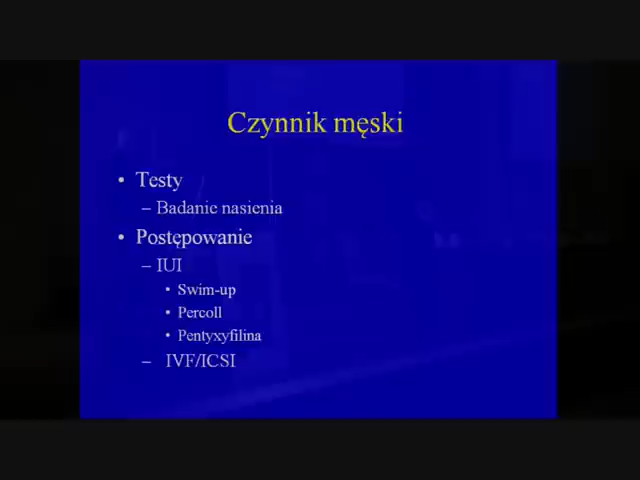 Czynnik męski
• Testy
– Badanie nasienia
• Postępowanie
– IUI
• Swim-up
• Percoll
• Pentyxyfilina
– IVF/ICSI